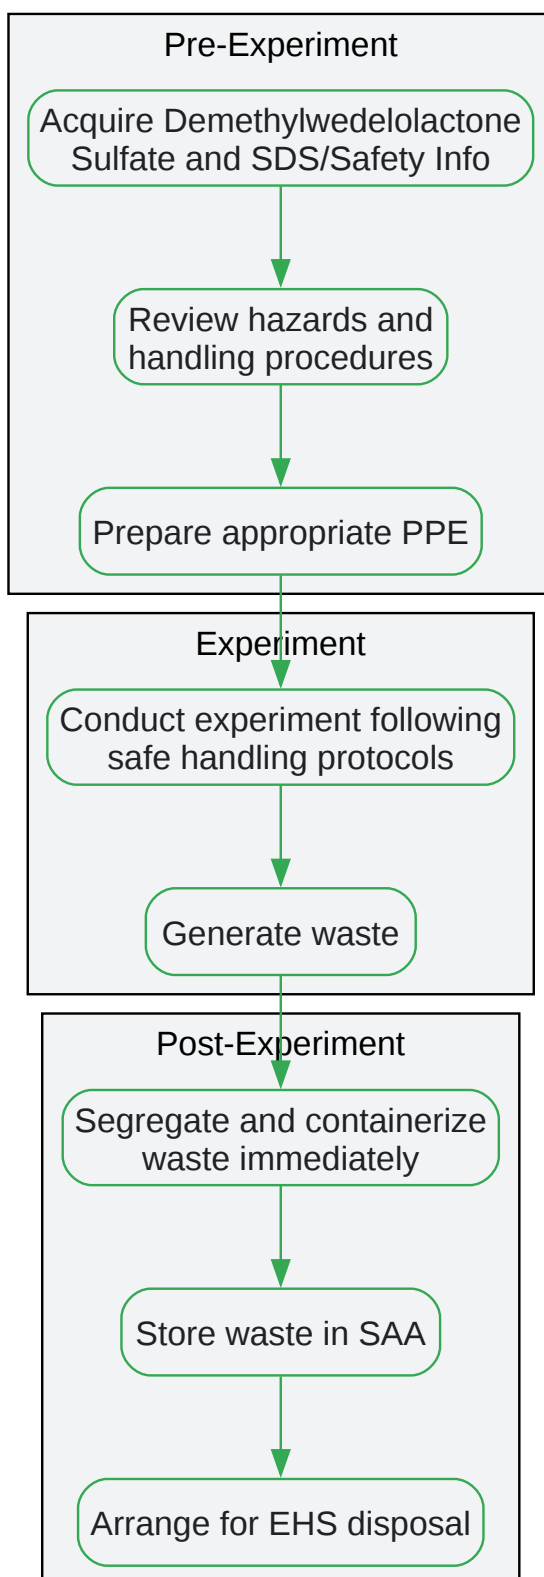 Pre-Experiment
Acquire Demethylwedelolactone
Sulfate and SDS/Safety Info
Review hazards and
handling procedures
Prepare appropriate PPE
Experiment
Conduct experiment following
safe handling protocols
Generate waste
Post-Experiment
Segregate and containerize
waste immediately
Store waste in SAA
Arrange for EHS disposal